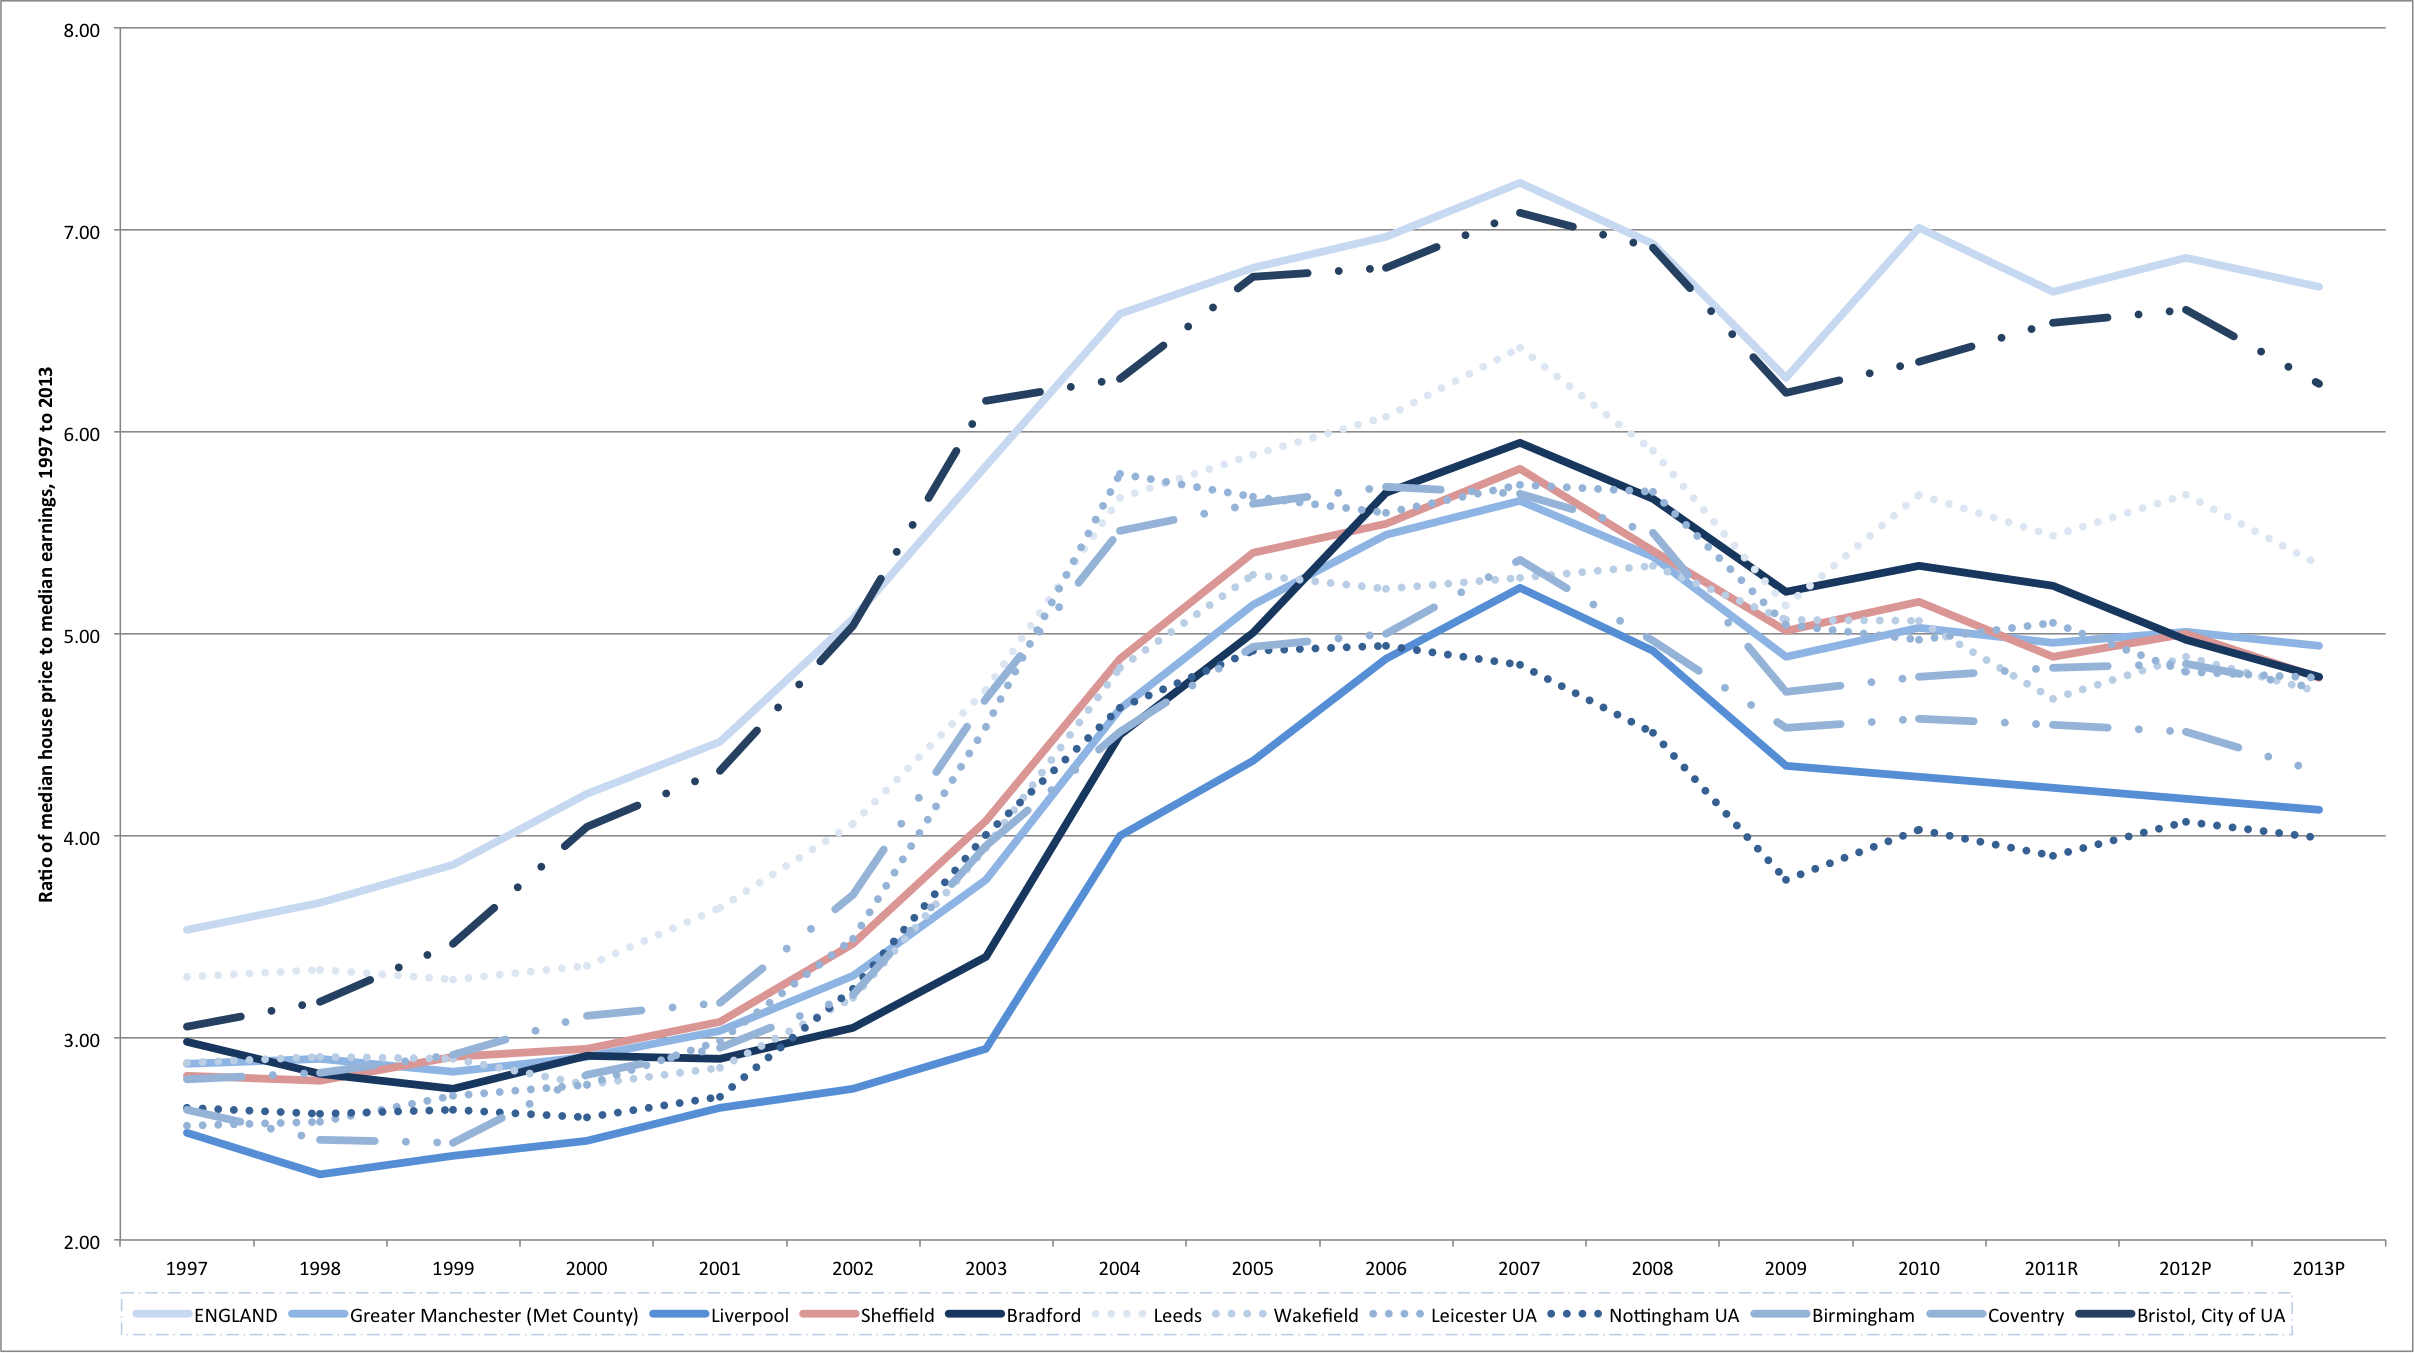 Ratio of median house price to median earnings, 1997 to 2013
8.00
7.00
6.00
5.00
4.00
3.00
2.00
1997 1998 1999 2000 2001 2002 2003 2004 2005 2006 2007 2008 2009 2010 2011R 2012P 2013P
ENGLAND Greater Manchester (Met County) Liverpool Sheffield Bradford Leeds Wakefield Leicester UA Nottingham UA Birmingham Coventry Bristol, City of UA